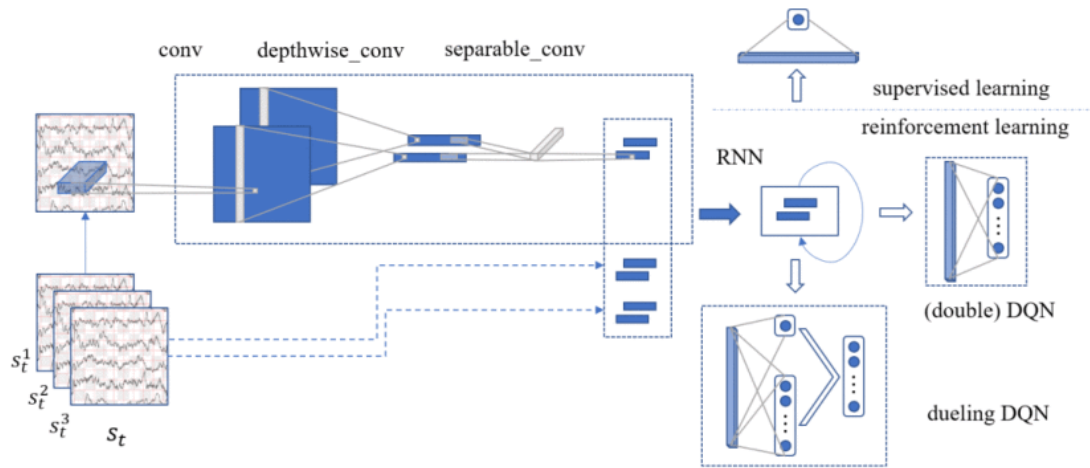 conv
depthwise_conv
separable_conv
supervised learning
reinforcement learning
RNN
(double) DQN
dueling DQN
$s_t^1$
$s_t^2$
$s_t^3$
$s_t$